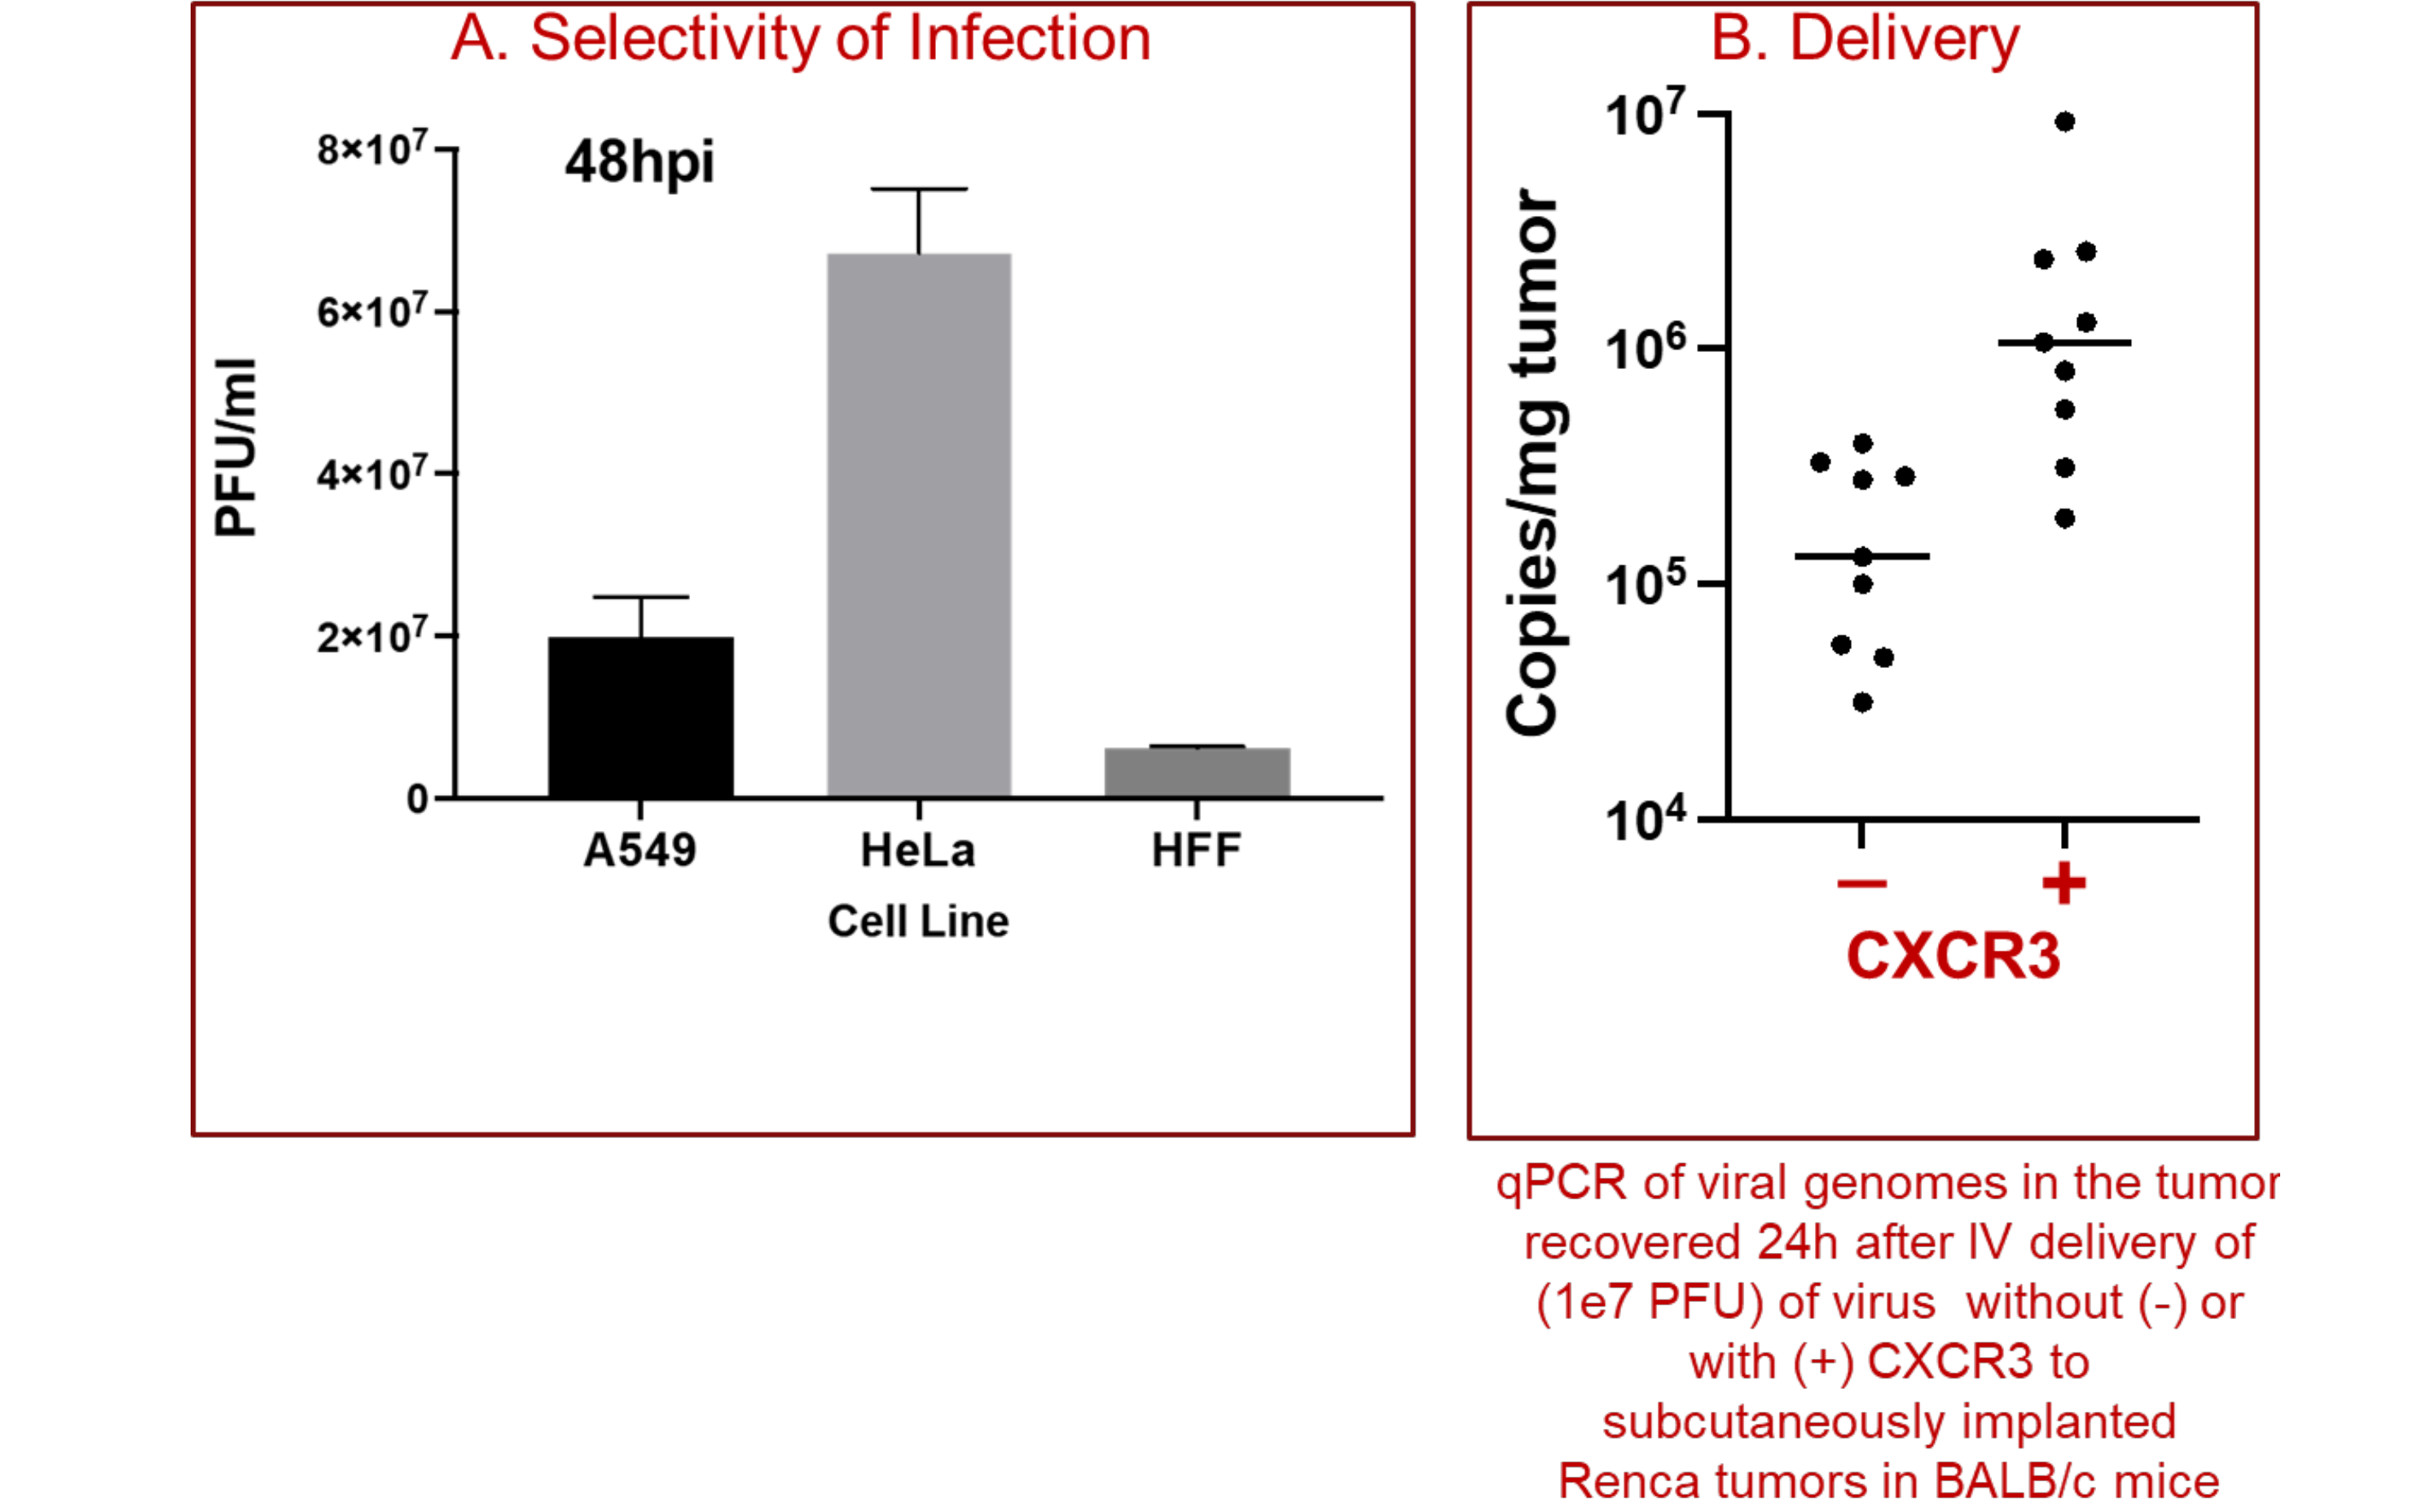 A. Selectivity of Infection
48hpi
8×10⁷
6×10⁷
4×10⁷
2×10⁷
0
PFU/ml
A549 HeLa HFF
Cell Line
B. Delivery
10⁷
10⁶
10⁵
10⁴
Copies/mg tumor
– +
CXCR3
qPCR of viral genomes in the tumor
recovered 24h after IV delivery of
(1e7 PFU) of virus without (-) or
with (+) CXCR3 to
subcutaneously implanted
Renca tumors in BALB/c mice